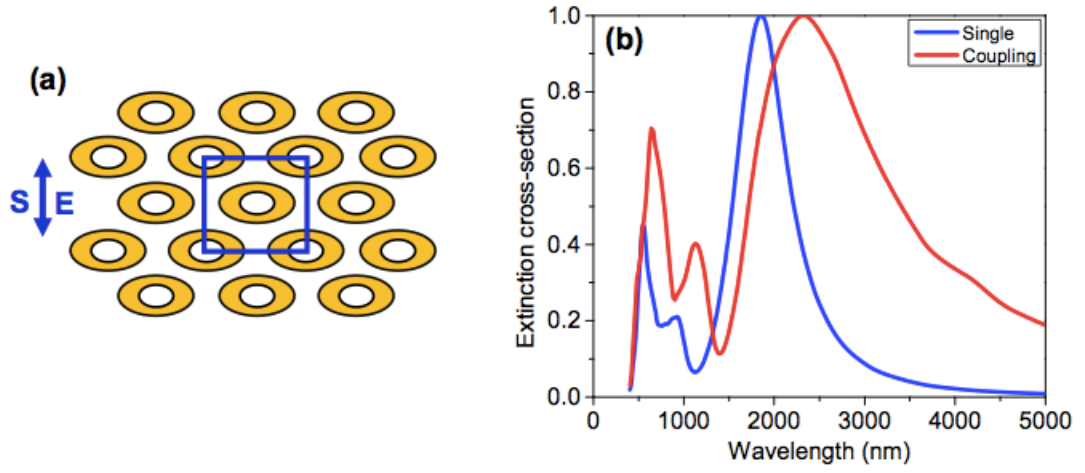 (a)
S E
(b)
Single
Coupling
Extinction cross-section
1.0
0.8
0.6
0.4
0.2
0.0
0 1000 2000 3000 4000 5000
Wavelength (nm)